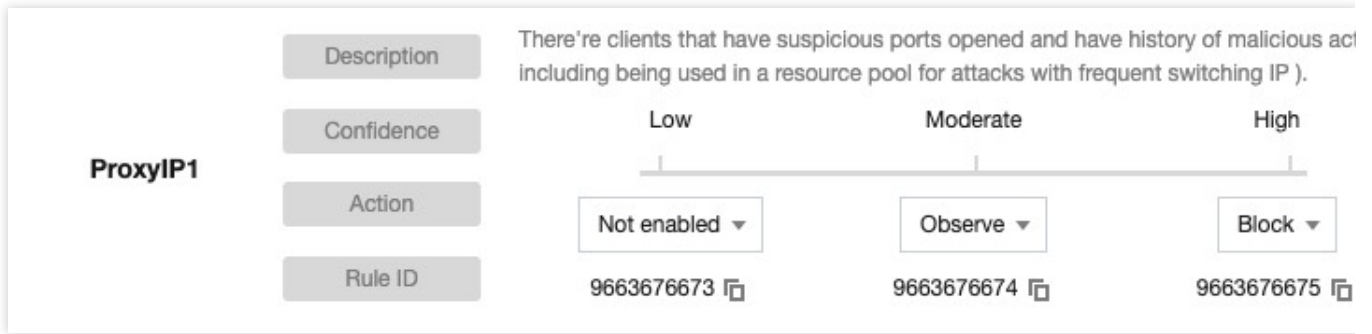 Description
There're clients that have suspicious ports opened and have history of malicious act
including being used in a resource pool for attacks with frequent switching IP ).
Confidence
Low Moderate High
ProxyIP1
Action
Not enabled Observe Block
Rule ID
9663676673 9663676674 9663676675